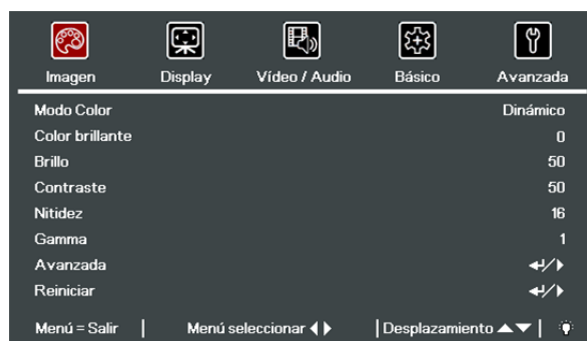 Imagen Display Vídeo / Audio Básico Avanzada
Modo Color Dinámico
Color brillante 0
Brillo 50
Contraste 50
Nitidez 16
Gamma 1
Avanzada
Reiniciar
Menú = Salir Menú seleccionar Desplazamiento